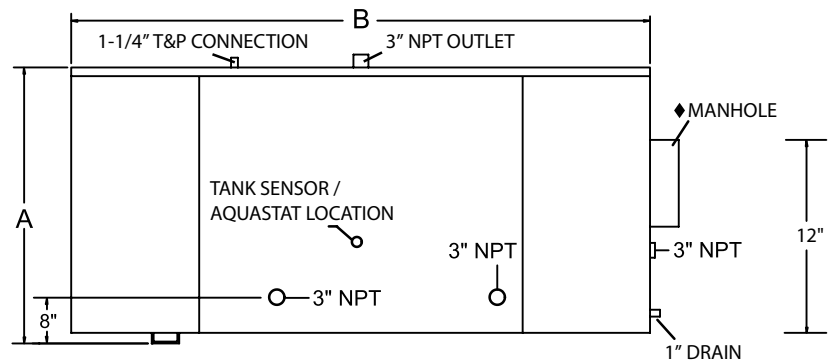 B
1-1/4” T&P CONNECTION
3” NPT OUTLET
♦MANHOLE
TANK SENSOR /
AQUASTAT LOCATION
A
12"
3" NPT
3" NPT
3" NPT
8"
1” DRAIN